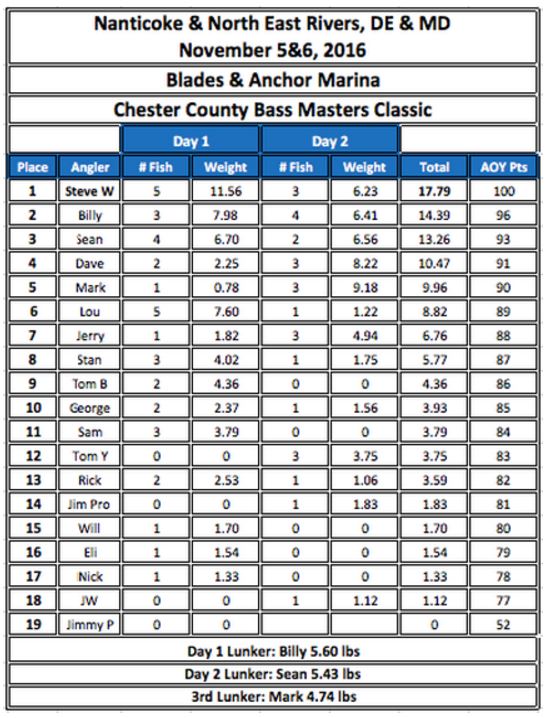 Nanticoke & North East Rivers, DE & MD
November 5&6, 2016
Blades & Anchor Marina
Chester County Bass Masters Classic
Day 1 Day 2
Place Angler # Fish Weight # Fish Weight Total AOY Pts
1 Steve W 5 11.56 3 6.23 17.79 100
2 Billy 3 7.98 4 6.41 14.39 96
3 Sean 4 6.70 2 6.56 13.26 93
4 Dave 2 2.25 3 8.22 10.47 91
5 Mark 1 0.78 3 9.18 9.96 90
6 Lou 5 7.60 1 1.22 8.82 89
7 Jerry 1 1.82 3 4.94 6.76 88
8 Stan 3 4.02 1 1.75 5.77 87
9 Tom B 2 4.36 0 0 4.36 86
10 George 2 2.37 1 1.56 3.93 85
11 Sam 3 3.79 0 0 3.79 84
12 Tom Y 0 0 3 3.75 3.75 83
13 Rick 2 2.53 1 1.06 3.59 82
14 Jim Pro 0 0 1 1.83 1.83 81
15 Will 1 1.70 0 0 1.70 80
16 Eli 1 1.54 0 0 1.54 79
17 Nick 1 1.33 0 0 1.33 78
18 JW 0 0 1 1.12 1.12 77
19 Jimmy P 0 0 0 52
Day 1 Lunker: Billy 5.60 lbs
Day 2 Lunker: Sean 5.43 lbs
3rd Lunker: Mark 4.74 lbs